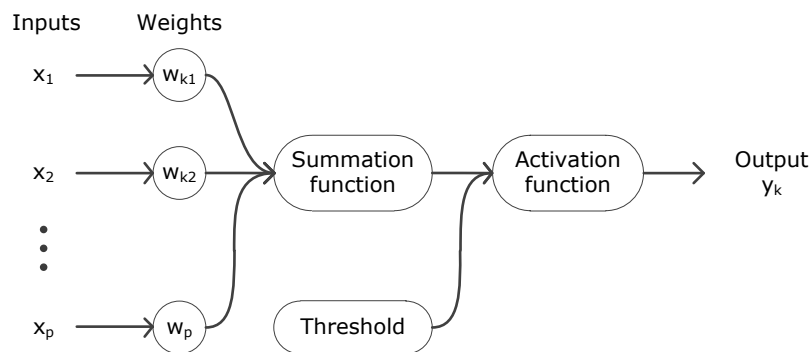 Inputs Weights
x₁ wₖ₁
x₂ wₖ₂ Summation function Activation function Output yₖ
xₚ wₚ Threshold